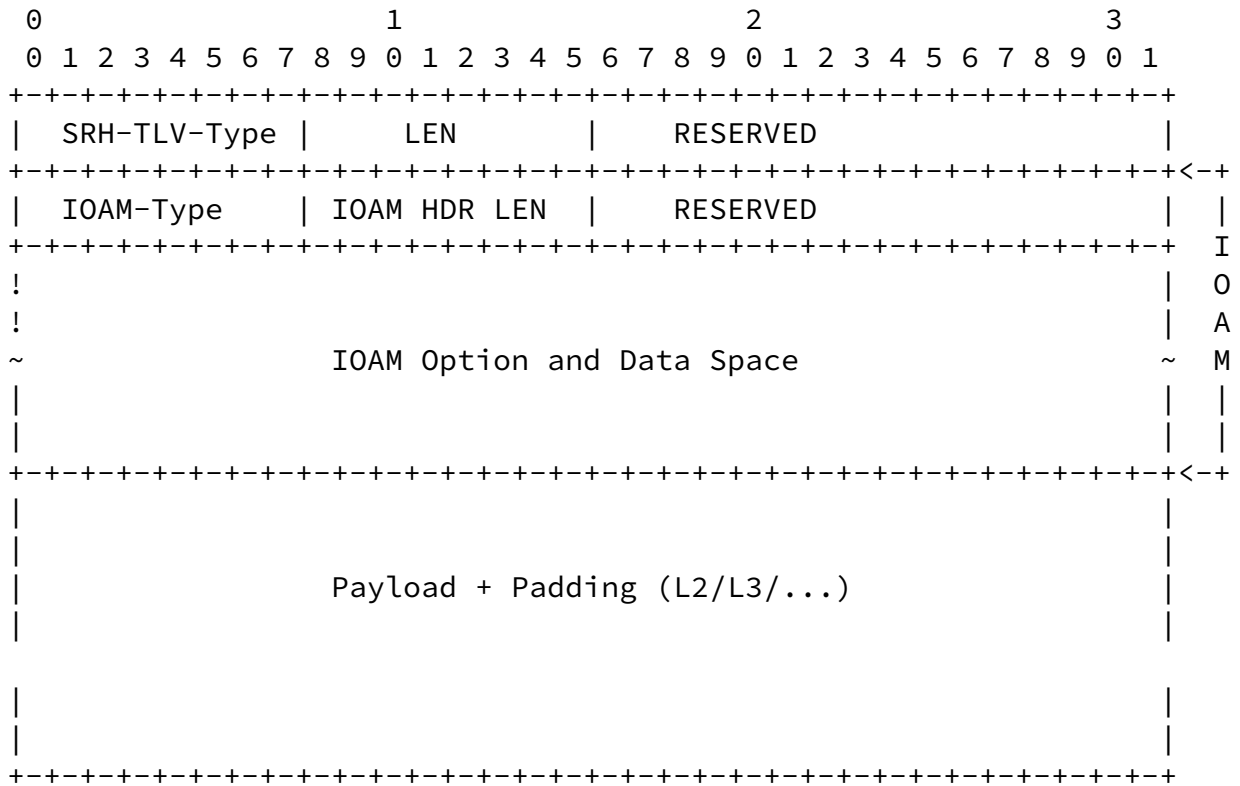 0                   1                   2                   3
 0 1 2 3 4 5 6 7 8 9 0 1 2 3 4 5 6 7 8 9 0 1 2 3 4 5 6 7 8 9 0 1
+-+-+-+-+-+-+-+-+-+-+-+-+-+-+-+-+-+-+-+-+-+-+-+-+-+-+-+-+-+-+-+-+
|  SRH-TLV-Type |     LEN       |    RESERVED                   |
+-+-+-+-+-+-+-+-+-+-+-+-+-+-+-+-+-+-+-+-+-+-+-+-+-+-+-+-+-+-+-+-+<-+
|  IOAM-Type    | IOAM HDR LEN  |    RESERVED                   |  |
+-+-+-+-+-+-+-+-+-+-+-+-+-+-+-+-+-+-+-+-+-+-+-+-+-+-+-+-+-+-+-+-+  I
!                                                               |  O
!                                                               |  A
~                 IOAM Option and Data Space                    ~  M
|                                                               |  |
|                                                               |  |
+-+-+-+-+-+-+-+-+-+-+-+-+-+-+-+-+-+-+-+-+-+-+-+-+-+-+-+-+-+-+-+-+<-+
|                                                               |
|                                                               |
|                 Payload + Padding (L2/L3/...)                 |
|                                                               |

|                                                               |
|                                                               |
+-+-+-+-+-+-+-+-+-+-+-+-+-+-+-+-+-+-+-+-+-+-+-+-+-+-+-+-+-+-+-+-+